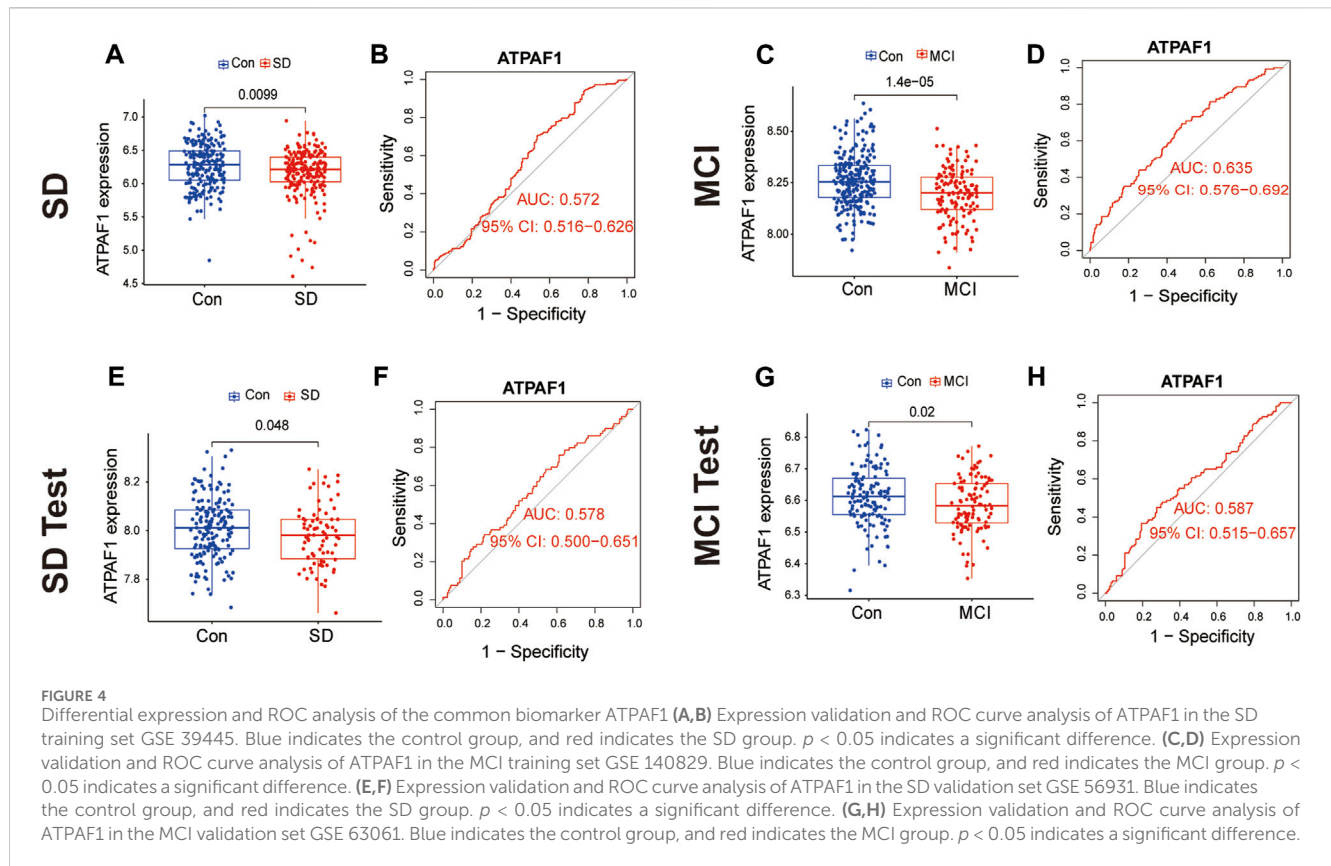 SD
A
Con SD
0.0099
ATPAF1 expression
7.0
6.5
6.0
5.5
5.0
4.5
Con
SD
B
ATPAF1
Sensitivity
1.0
0.8
0.6
0.4
0.2
0.0
AUC: 0.572
95% CI: 0.516–0.626
0.0 0.2 0.4 0.6 0.8 1.0
1 − Specificity
MCI
C
Con MCI
1.4e−05
ATPAF1 expression
8.50
8.25
8.00
Con
MCI
D
ATPAF1
Sensitivity
1.0
0.8
0.6
0.4
0.2
0.0
AUC: 0.635
95% CI: 0.576−0.692
0.0 0.2 0.4 0.6 0.8 1.0
1 − Specificity
SD Test
E
Con SD
0.048
ATPAF1 expression
8.2
8.0
7.8
Con
SD
F
ATPAF1
Sensitivity
1.0
0.8
0.6
0.4
0.2
0.0
AUC: 0.578
95% CI: 0.500−0.651
0.0 0.2 0.4 0.6 0.8 1.0
1 − Specificity
MCI Test
G
Con MCI
0.02
ATPAF1 expression
6.8
6.7
6.6
6.5
6.4
6.3
Con
MCI
H
ATPAF1
Sensitivity
1.0
0.8
0.6
0.4
0.2
0.0
AUC: 0.587
95% CI: 0.515−0.657
0.0 0.2 0.4 0.6 0.8 1.0
1 − Specificity
FIGURE 4
Differential expression and ROC analysis of the common biomarker ATPAF1 (A,B) Expression validation and ROC curve analysis of ATPAF1 in the SD
training set GSE 39445. Blue indicates the control group, and red indicates the SD group. p < 0.05 indicates a significant difference. (C,D) Expression
validation and ROC curve analysis of ATPAF1 in the MCI training set GSE 140829. Blue indicates the control group, and red indicates the MCI group. p <
0.05 indicates a significant difference. (E,F) Expression validation and ROC curve analysis of ATPAF1 in the SD validation set GSE 56931. Blue indicates
the control group, and red indicates the SD group. p < 0.05 indicates a significant difference. (G,H) Expression validation and ROC curve analysis of
ATPAF1 in the MCI validation set GSE 63061. Blue indicates the control group, and red indicates the MCI group. p < 0.05 indicates a significant difference.